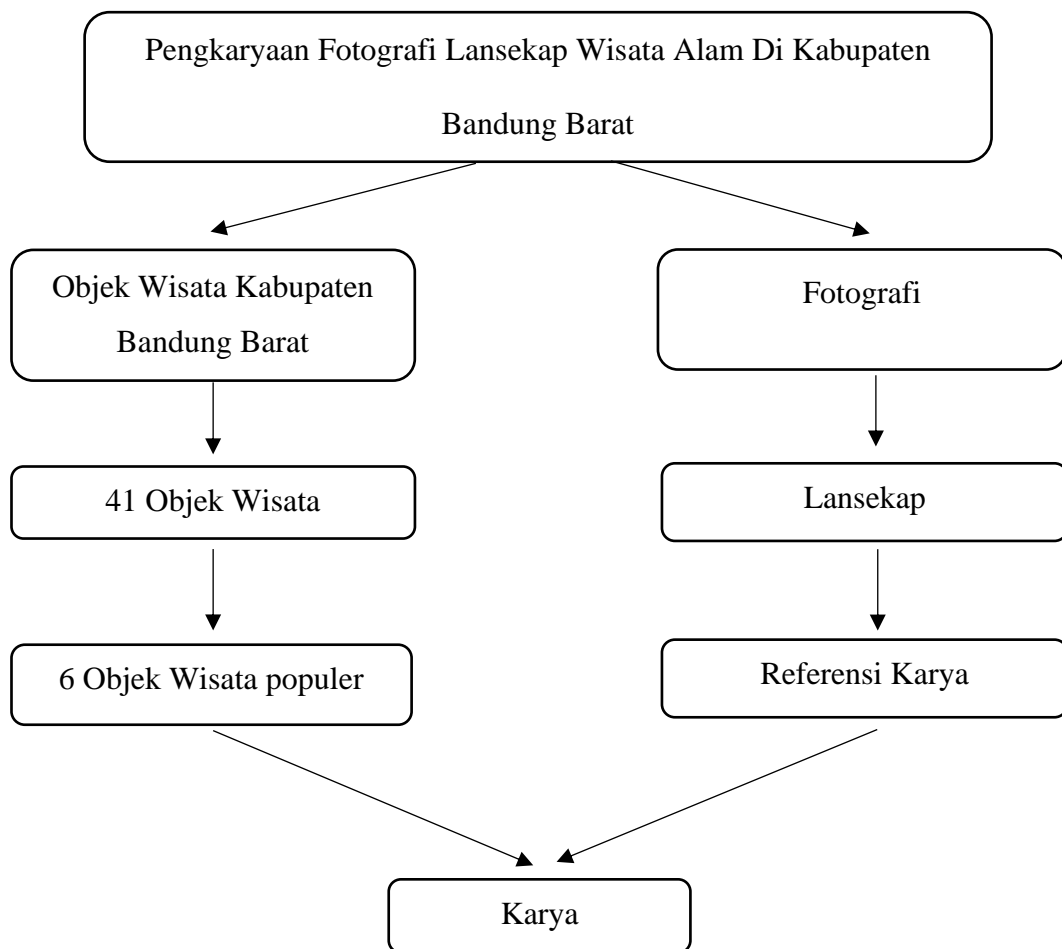 Pengkaryaan Fotografi Lansekap Wisata Alam Di Kabupaten
Bandung Barat
Objek Wisata Kabupaten
Bandung Barat
Fotografi
41 Objek Wisata
Lansekap
6 Objek Wisata populer
Referensi Karya
Karya